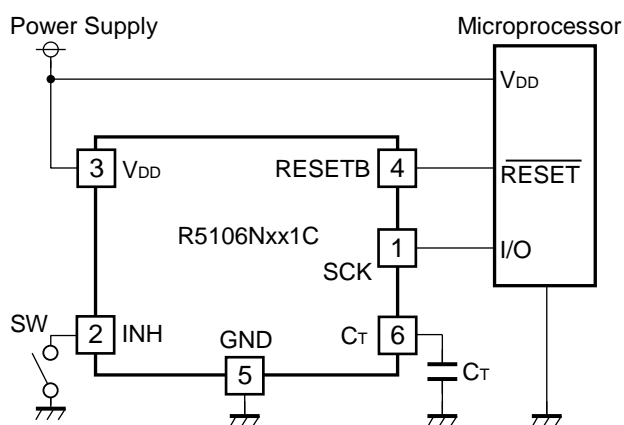 Power Supply
Microprocessor
VDD
3
VDD
RESETB
4
RESET
R5106Nxx1C
1
I/O
SCK
SW
2
INH
GND
CT
6
5
CT